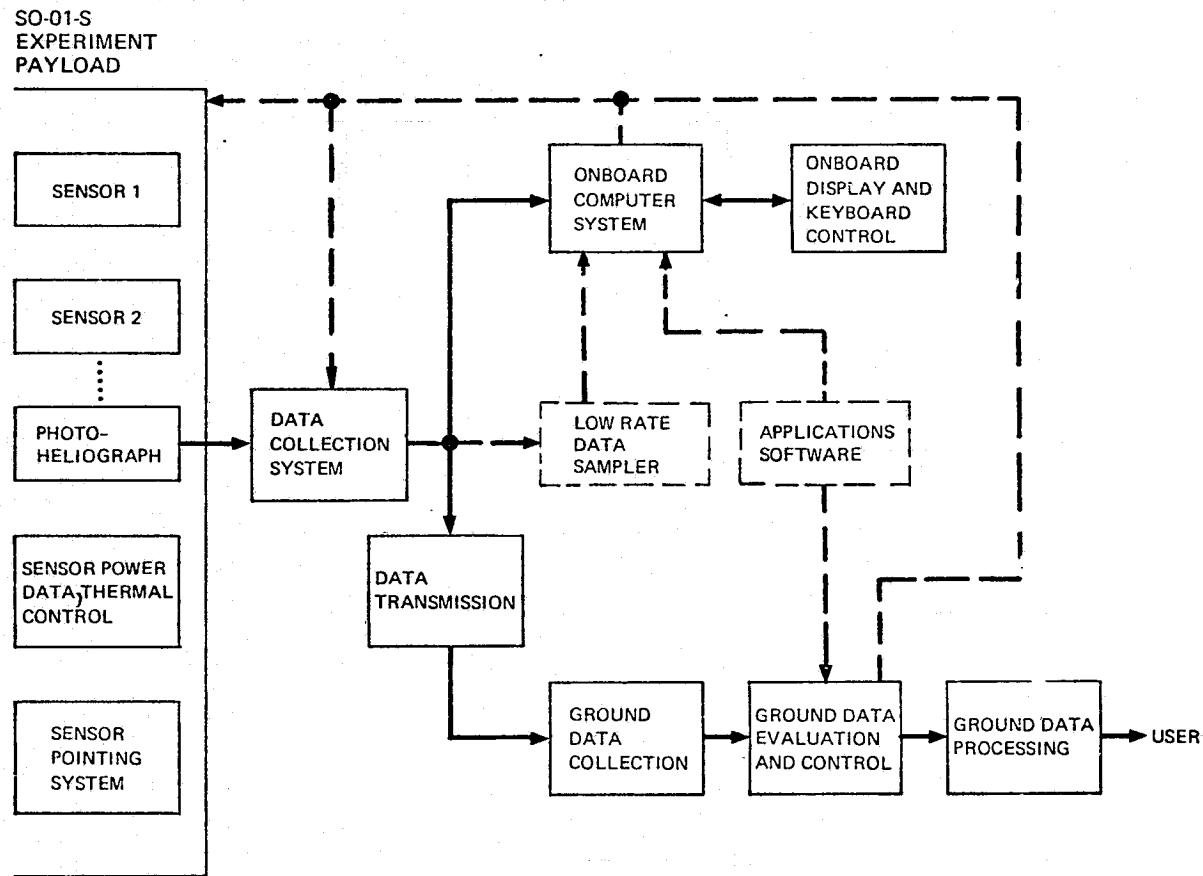 SO-01-S
EXPERIMENT
PAYLOAD
SENSOR 1
SENSOR 2
PHOTO-
HELIOGRAPH
SENSOR POWER
DATA, THERMAL
CONTROL
SENSOR
POINTING
SYSTEM
DATA
COLLECTION
SYSTEM
ONBOARD
COMPUTER
SYSTEM
ONBOARD
DISPLAY AND
KEYBOARD
CONTROL
LOW RATE
DATA
SAMPLER
APPLICATIONS
SOFTWARE
DATA
TRANSMISSION
GROUND
DATA
COLLECTION
GROUND DATA
EVALUATION
AND CONTROL
GROUND DATA
PROCESSING
USER